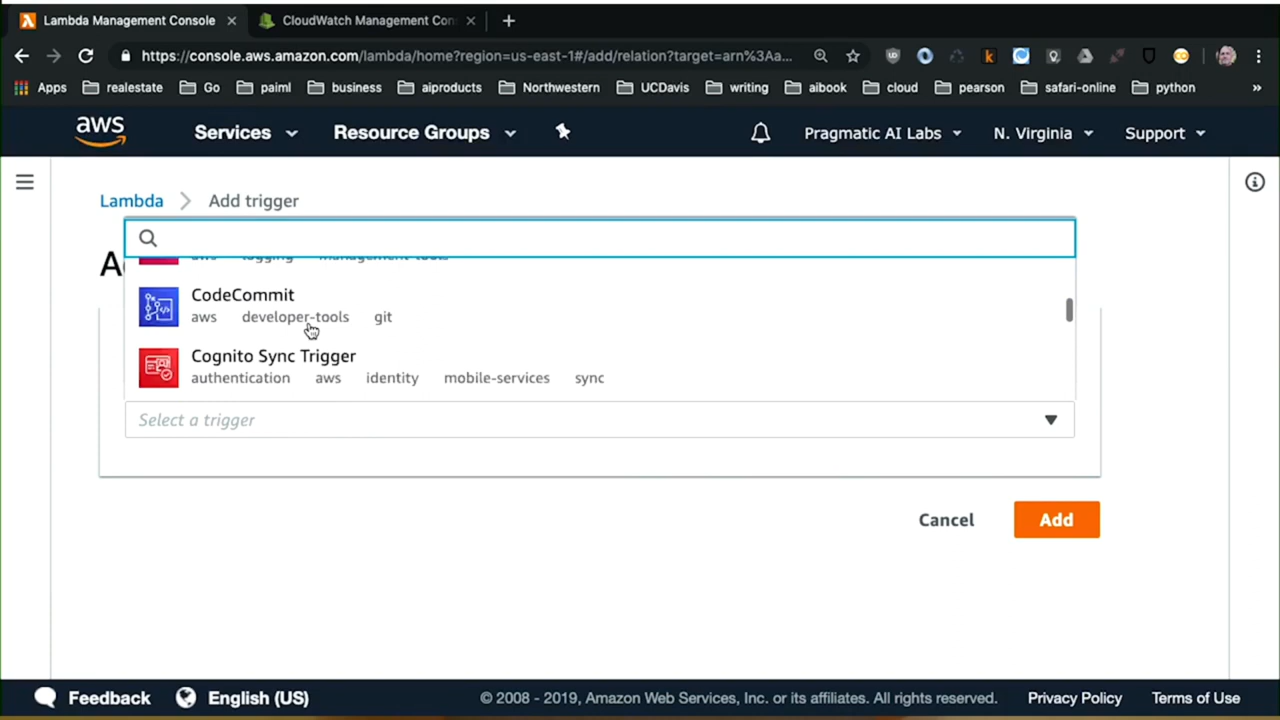 Lambda Management Console
CloudWatch Management Con
https://console.aws.amazon.com/lambda/home?region=us-east-1#/add/relation?target=arn%3Aa...
Apps realestate Go paiml business aiproducts Northwestern UCDavis writing aibook cloud pearson safari-online python »
aws Services Resource Groups Pragmatic AI Labs N. Virginia Support
Lambda > Add trigger
A
aws logging management-tools
CodeCommit
aws developer-tools git
Cognito Sync Trigger
authentication aws identity mobile-services sync
Select a trigger
Cancel Add
Feedback English (US) © 2008 - 2019, Amazon Web Services, Inc. or its affiliates. All rights reserved. Privacy Policy Terms of Use